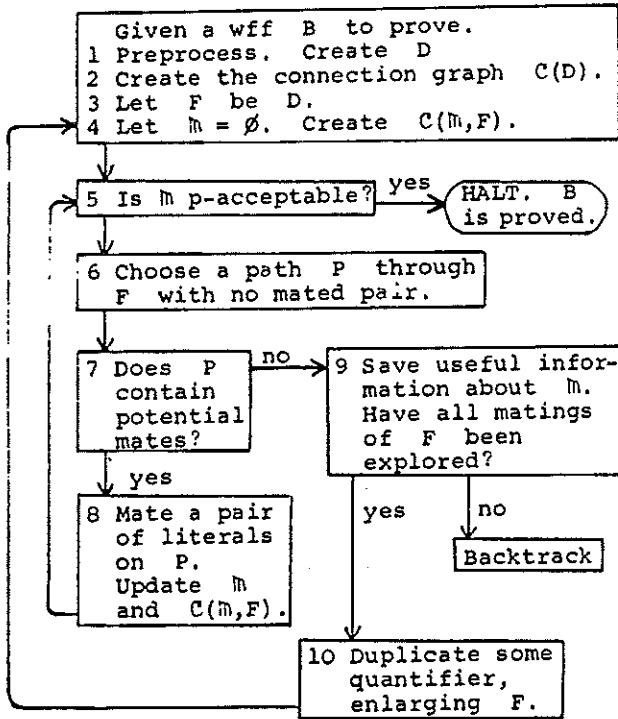 Given a wff B to prove.
1 Preprocess. Create D
2 Create the connection graph C(D).
3 Let F be D.
4 Let 𝔪 = ∅. Create C(𝔪,F).
5 Is 𝔪 p-acceptable?
yes
HALT. B
is proved.
6 Choose a path P through
F with no mated pair.
7 Does P
contain
potential
mates?
no
9 Save useful infor-
mation about 𝔪.
Have all matings
of F been
explored?
yes
8 Mate a pair
of literals
on P.
Update 𝔪
and C(𝔪,F).
yes
no
Backtrack
10 Duplicate some
quantifier,
enlarging F.